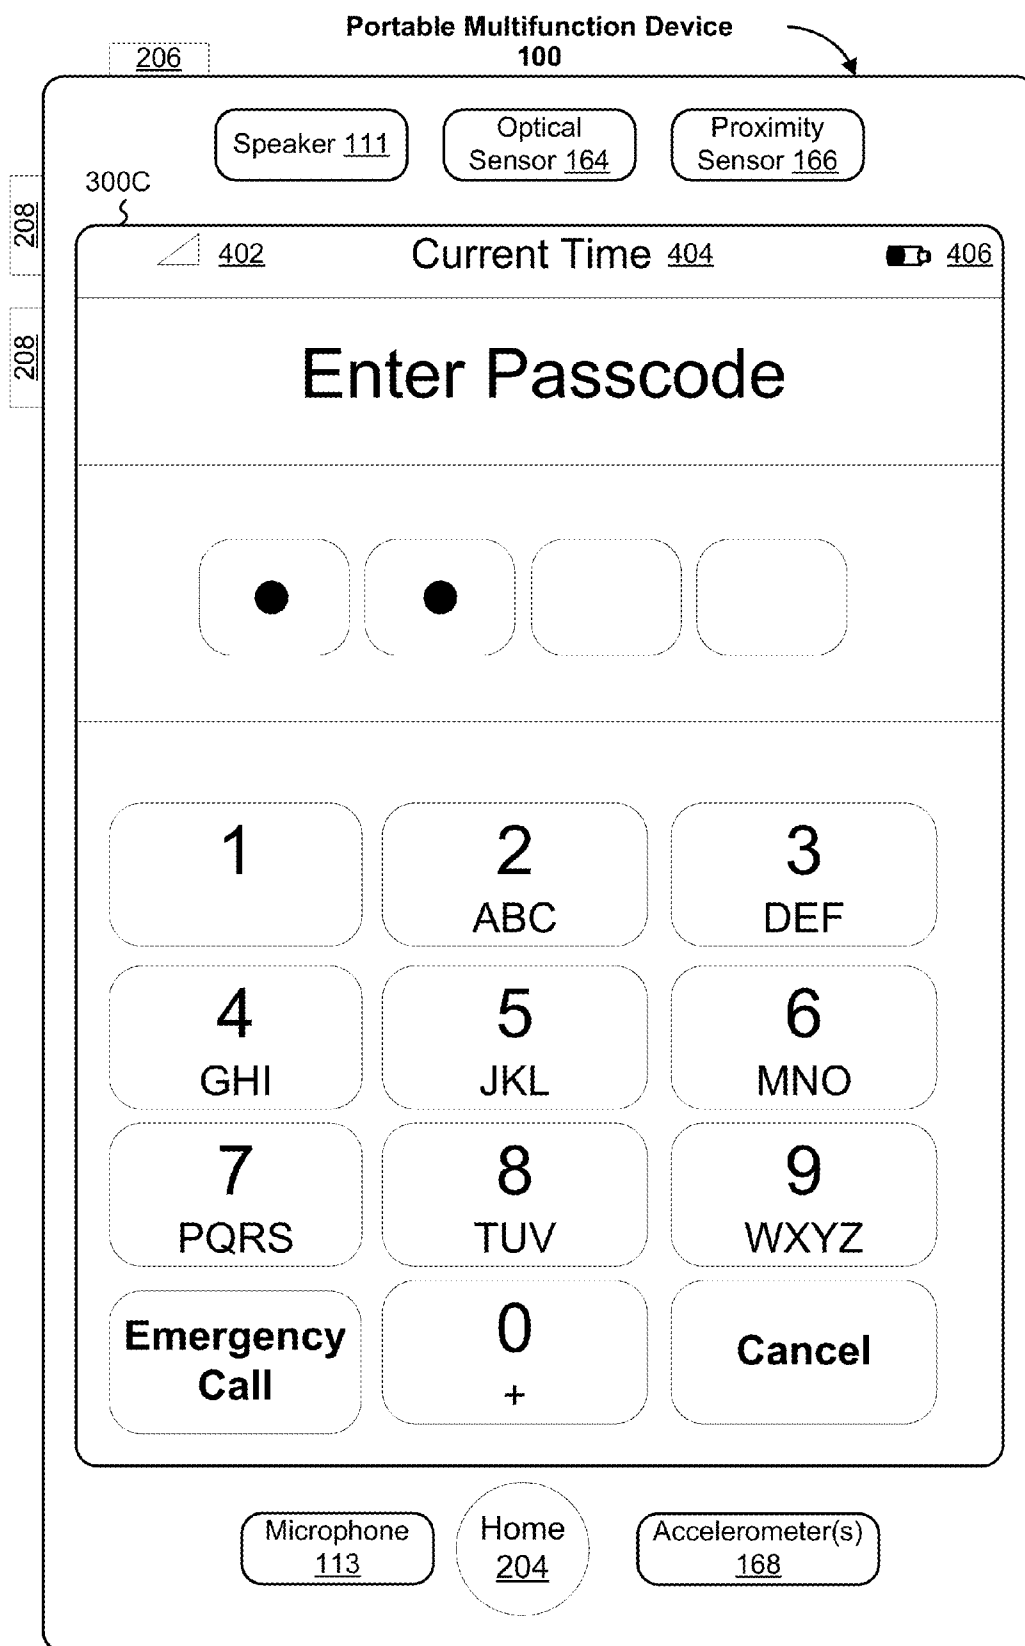 Portable Multifunction Device
100
206
Speaker 111
Optical
Sensor 164
Proximity
Sensor 166
300C
208
208
402
Current Time 404
406
Enter Passcode
1
2
ABC
3
DEF
4
GHI
5
JKL
6
MNO
7
PQRS
8
TUV
9
WXYZ
Emergency
Call
0
+
Cancel
Microphone
113
Home
204
Accelerometer(s)
168